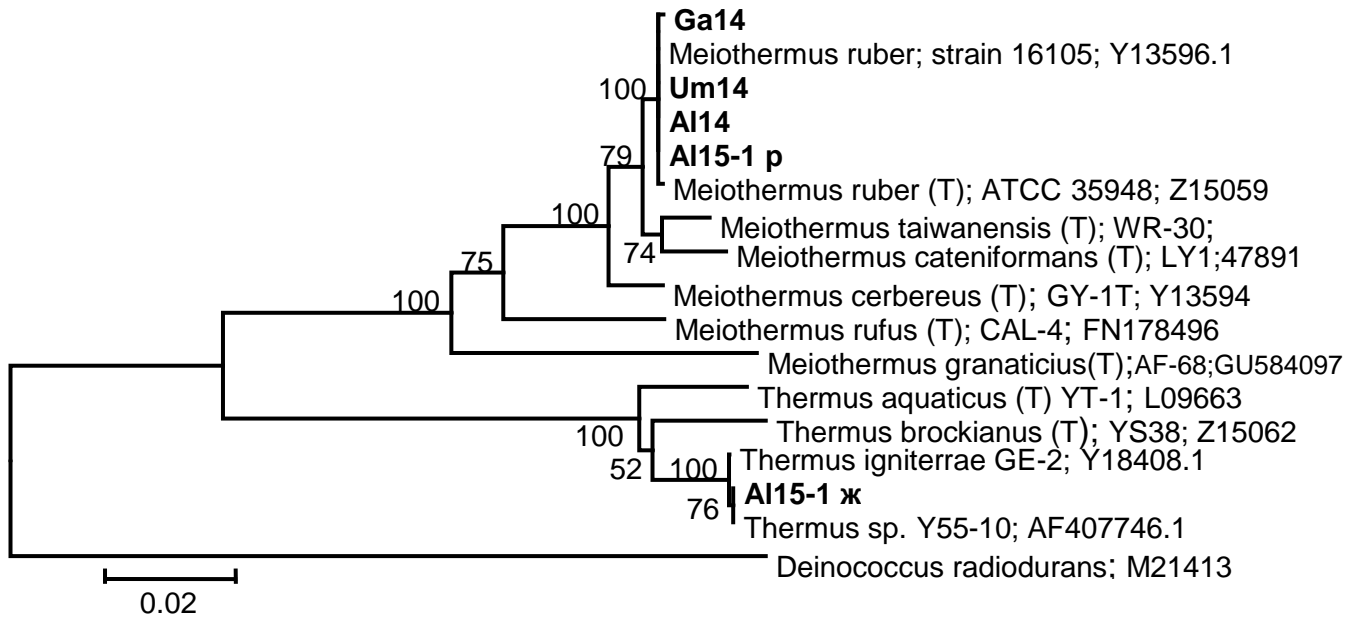 Ga14
Meiothermus ruber; strain 16105; Y13596.1
100
Um14
Al14
Al15-1 р
79
Meiothermus ruber (T); ATCC 35948; Z15059
100
Meiothermus taiwanensis (T); WR-30;
74
Meiothermus cateniformans (T); LY1;47891
75
100
Meiothermus cerbereus (T); GY-1T; Y13594
Meiothermus rufus (T); CAL-4; FN178496
Meiothermus granaticius(T);AF-68;GU584097
Thermus aquaticus (T) YT-1; L09663
100
Thermus brockianus (T); YS38; Z15062
52
100
Thermus igniterrae GE-2; Y18408.1
Al15-1 ж
76
Thermus sp. Y55-10; AF407746.1
Deinococcus radiodurans; M21413
0.02